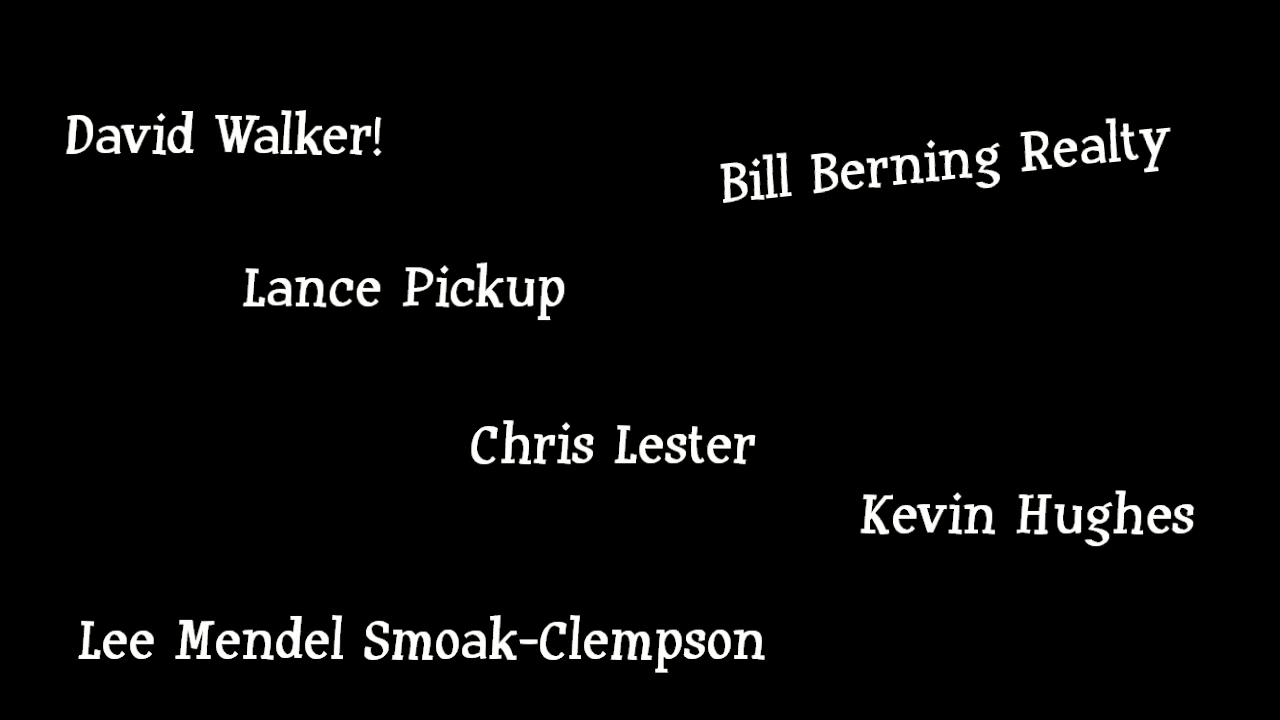 David Walker!
Bill Berning Realty
Lance Pickup
Chris Lester
Kevin Hughes
Lee Mendel Smoak-Clempson